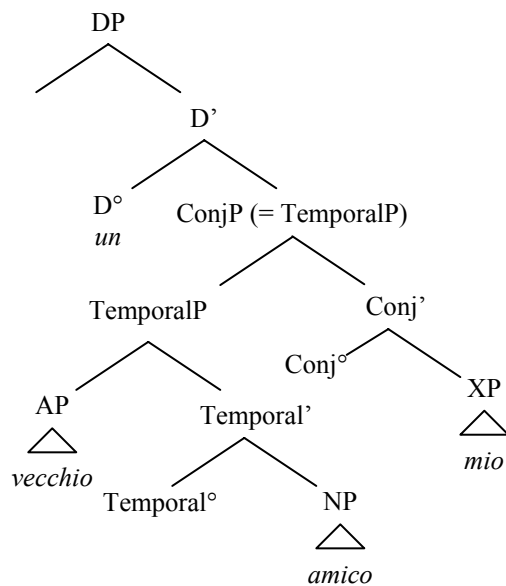 DP
D’
D°
un
ConjP (= TemporalP)
TemporalP
Conj’
Conj°
XP
mio
AP
vecchio
Temporal’
Temporal°
NP
amico